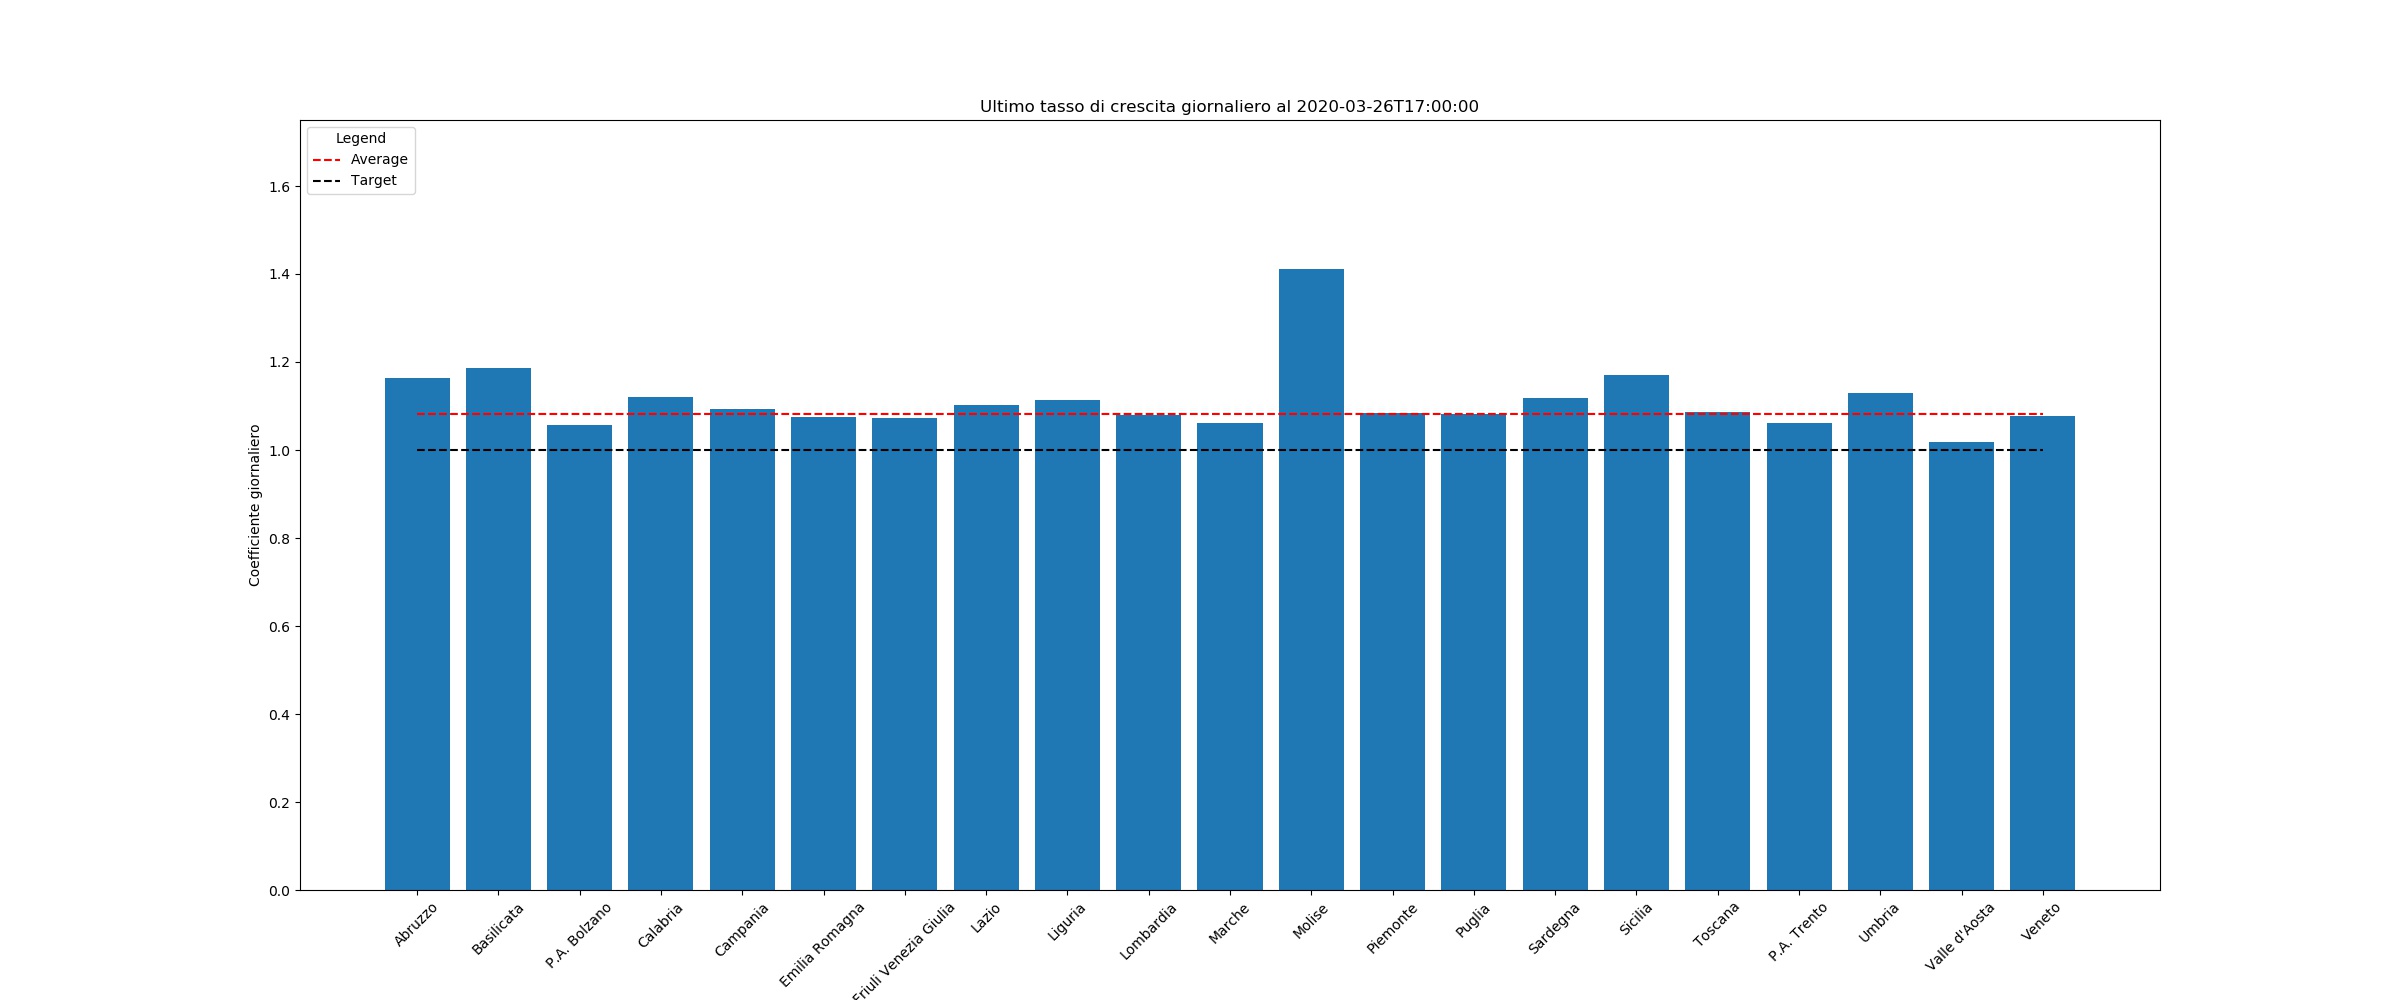 Ultimo tasso di crescita giornaliero al 2020-03-26T17:00:00
Legend
Average
Target
1.6
1.4
1.2
1.0
0.8
0.6
0.4
0.2
0.0
Coefficiente giornaliero
Abruzzo
Basilicata
P.A. Bolzano
Calabria
Campania
Emilia Romagna
Friuli Venezia Giulia
Lazio
Liguria
Lombardia
Marche
Molise
Piemonte
Puglia
Sardegna
Sicilia
Toscana
P.A. Trento
Umbria
Valle d'Aosta
Veneto